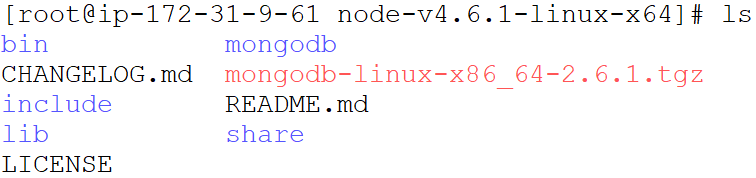 [root@ip-172-31-9-61 node-v4.6.1-linux-x64]# ls
bin mongodb
CHANGELOG.md mongodb-linux-x86_64-2.6.1.tgz
include README.md
lib share
LICENSE